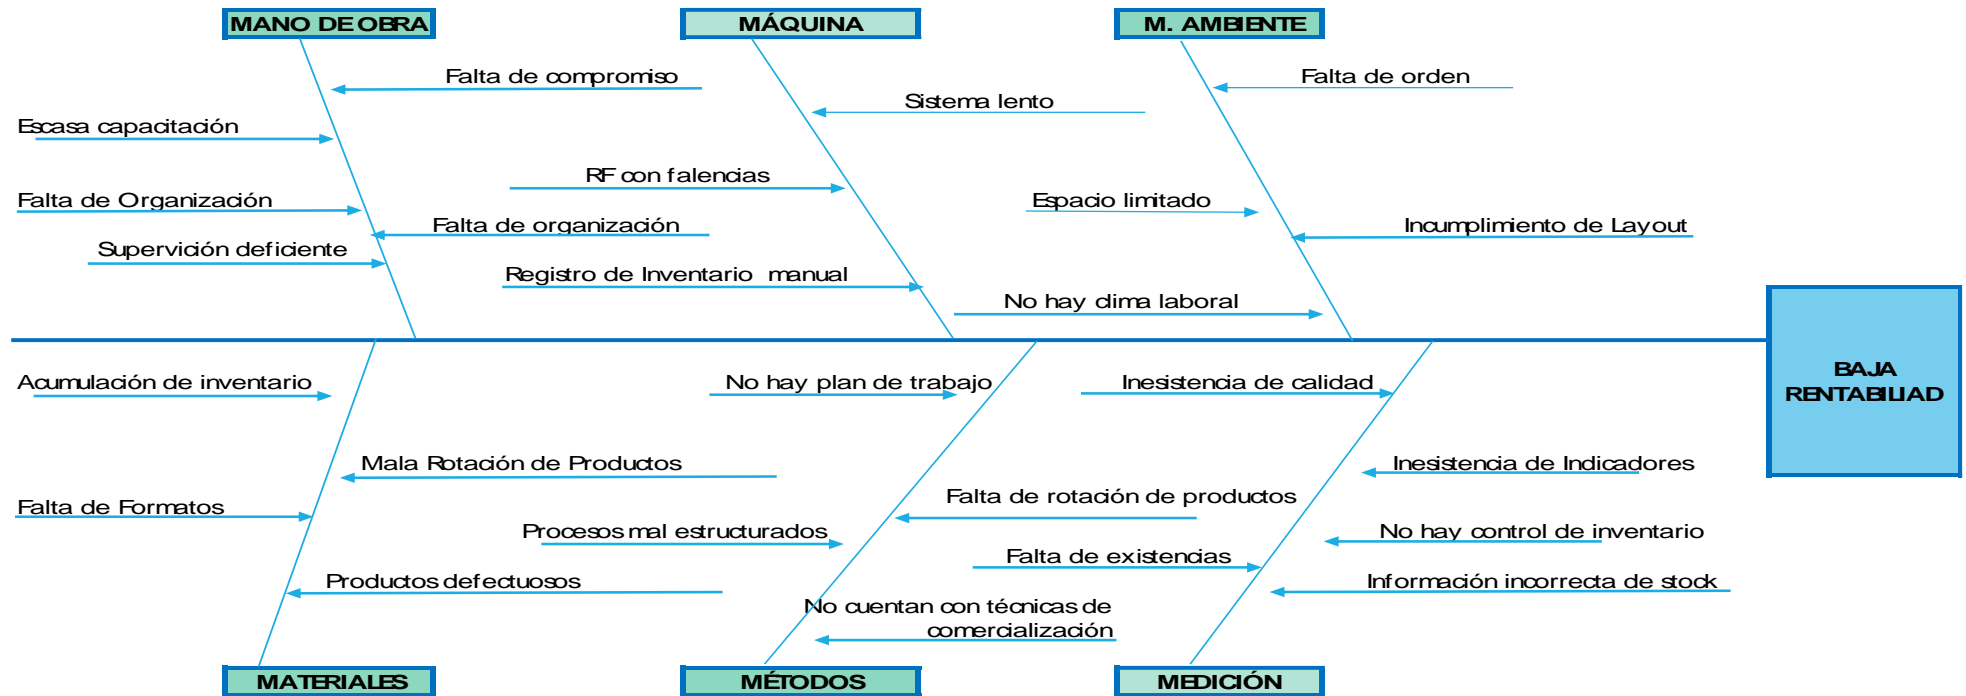 MANO DE OBRA
MÁQUINA
M. AMBIENTE
Falta de compromiso
Falta de orden
Sistema lento
Escasa capacitación
RF con falencias
Falta de Organización
Espacio limitado
Falta de organización
Incumplimiento de Layout
Supervición deficiente
Registro de Inventario manual
No hay clima laboral
BAJA
RENTABILIAD
Acumulación de inventario
No hay plan de trabajo
Inesistencia de calidad
Mala Rotación de Productos
Inesistencia de Indicadores
Falta de rotación de productos
Falta de Formatos
Procesos mal estructurados
No hay control de inventario
Falta de existencias
Productos defectuosos
Información incorrecta de stock
No cuentan con técnicas de
comercialización
MATERIALES
MÉTODOS
MEDICIÓN